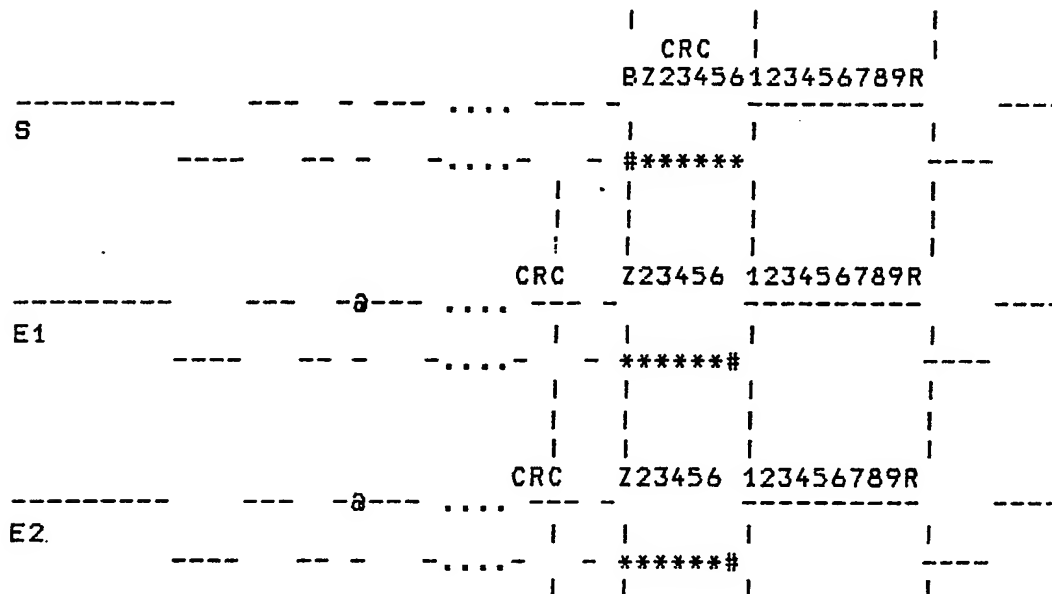 CRC
BZ23456123456789R
S
#******
CRC Z23456 123456789R
@
E1
******#
CRC Z23456 123456789R
@
E2.
******#